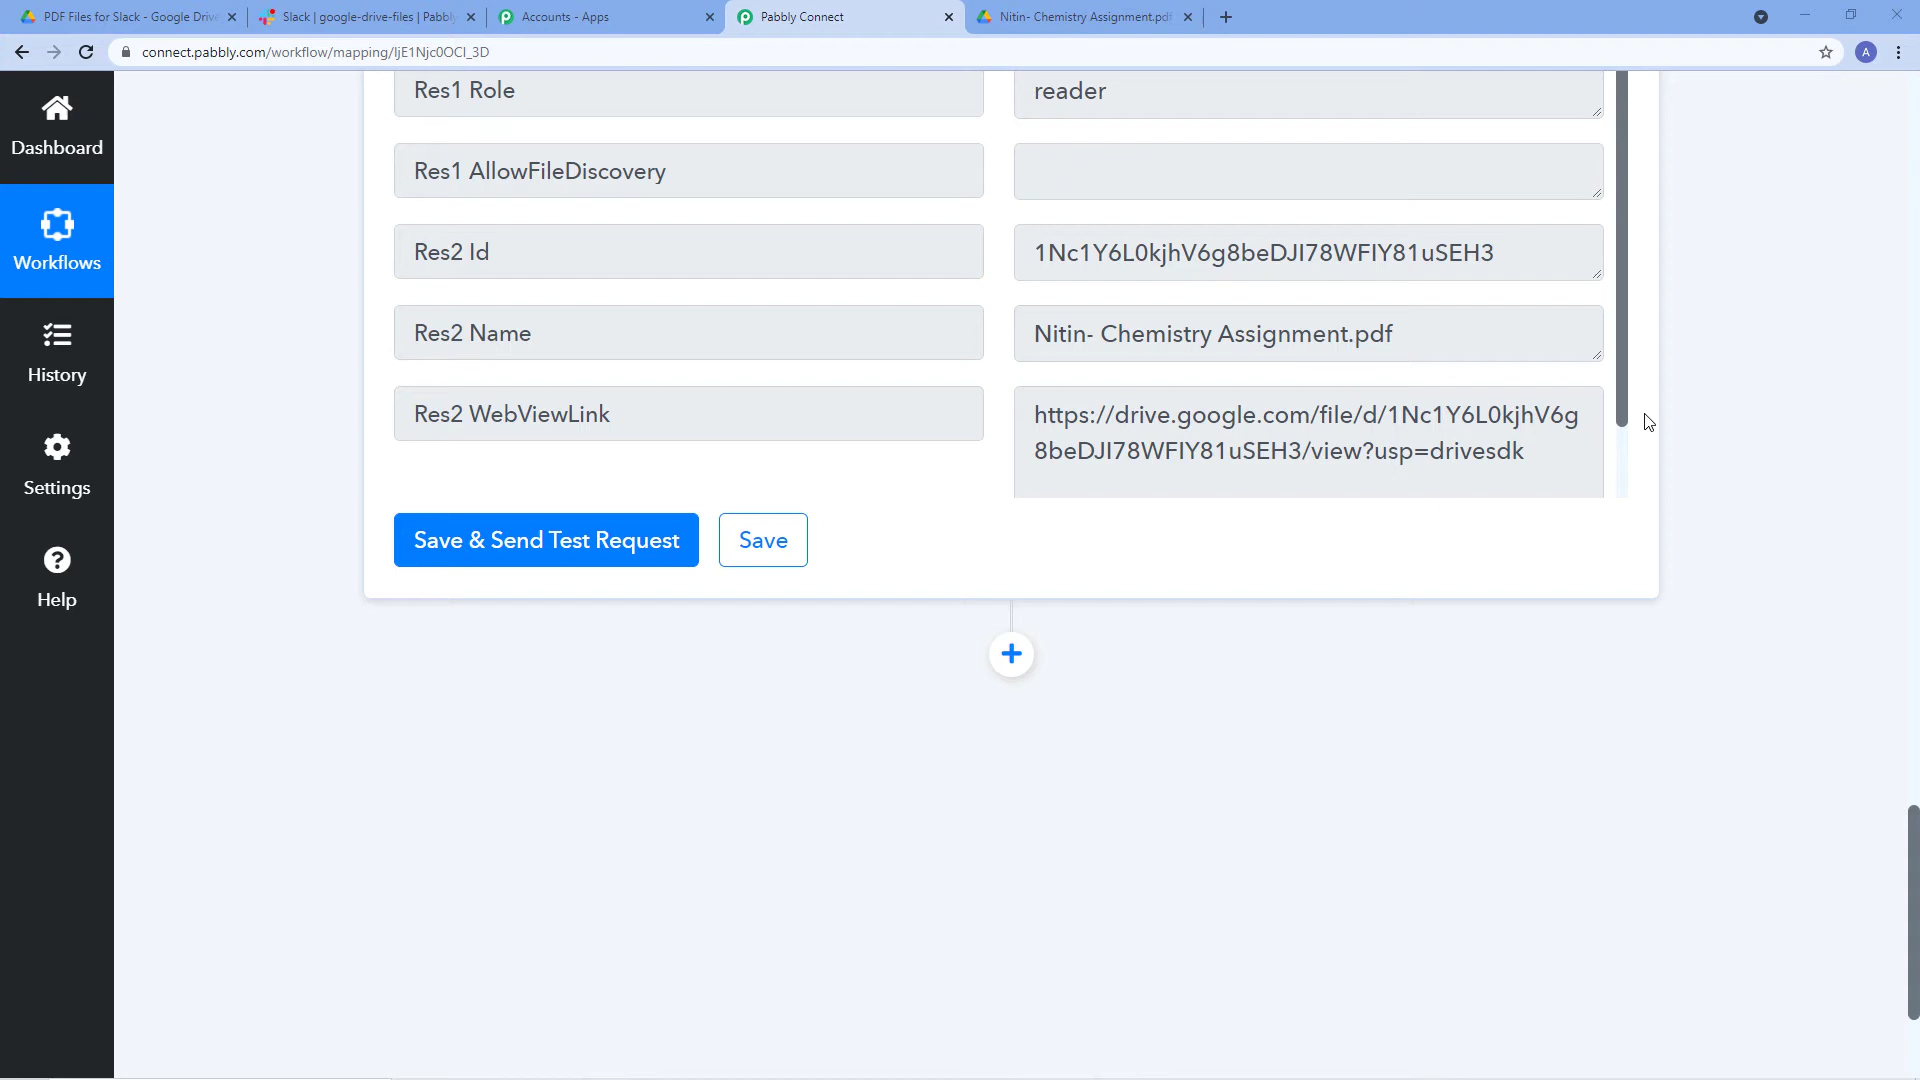 PDF Files for Slack - Google Drive
Slack | google-drive-files | Pabbly
Accounts - Apps
Pabbly Connect
Nitin- Chemistry Assignment.pdf
connect.pabbly.com/workflow/mapping/IjE1Njc0OCI_3D
A
Dashboard
Workflows
History
Settings
Help
Res1 Role
reader
Res1 AllowFileDiscovery
Res2 Id
1Nc1Y6L0kjhV6g8beDJI78WFIY81uSEH3
Res2 Name
Nitin- Chemistry Assignment.pdf
Res2 WebViewLink
https://drive.google.com/file/d/1Nc1Y6L0kjhV6g
8beDJI78WFIY81uSEH3/view?usp=drivesdk
Save & Send Test Request
Save